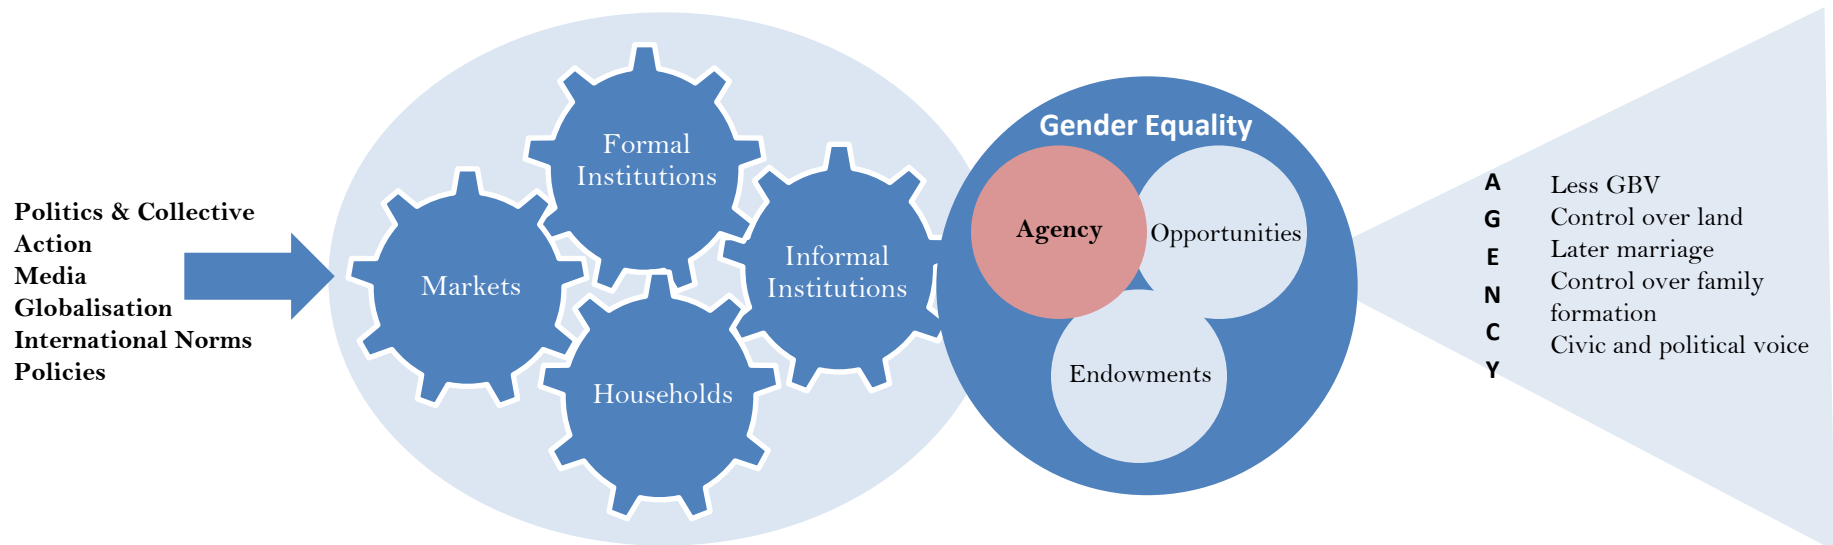 Politics & Collective
Action
Media
Globalisation
International Norms
Policies
Formal
Institutions
Markets
Informal
Institutions
Households
Gender Equality
Agency
Opportunities
Endowments
A
G
E
N
C
Y
Less GBV
Control over land
Later marriage
Control over family
formation
Civic and political voice